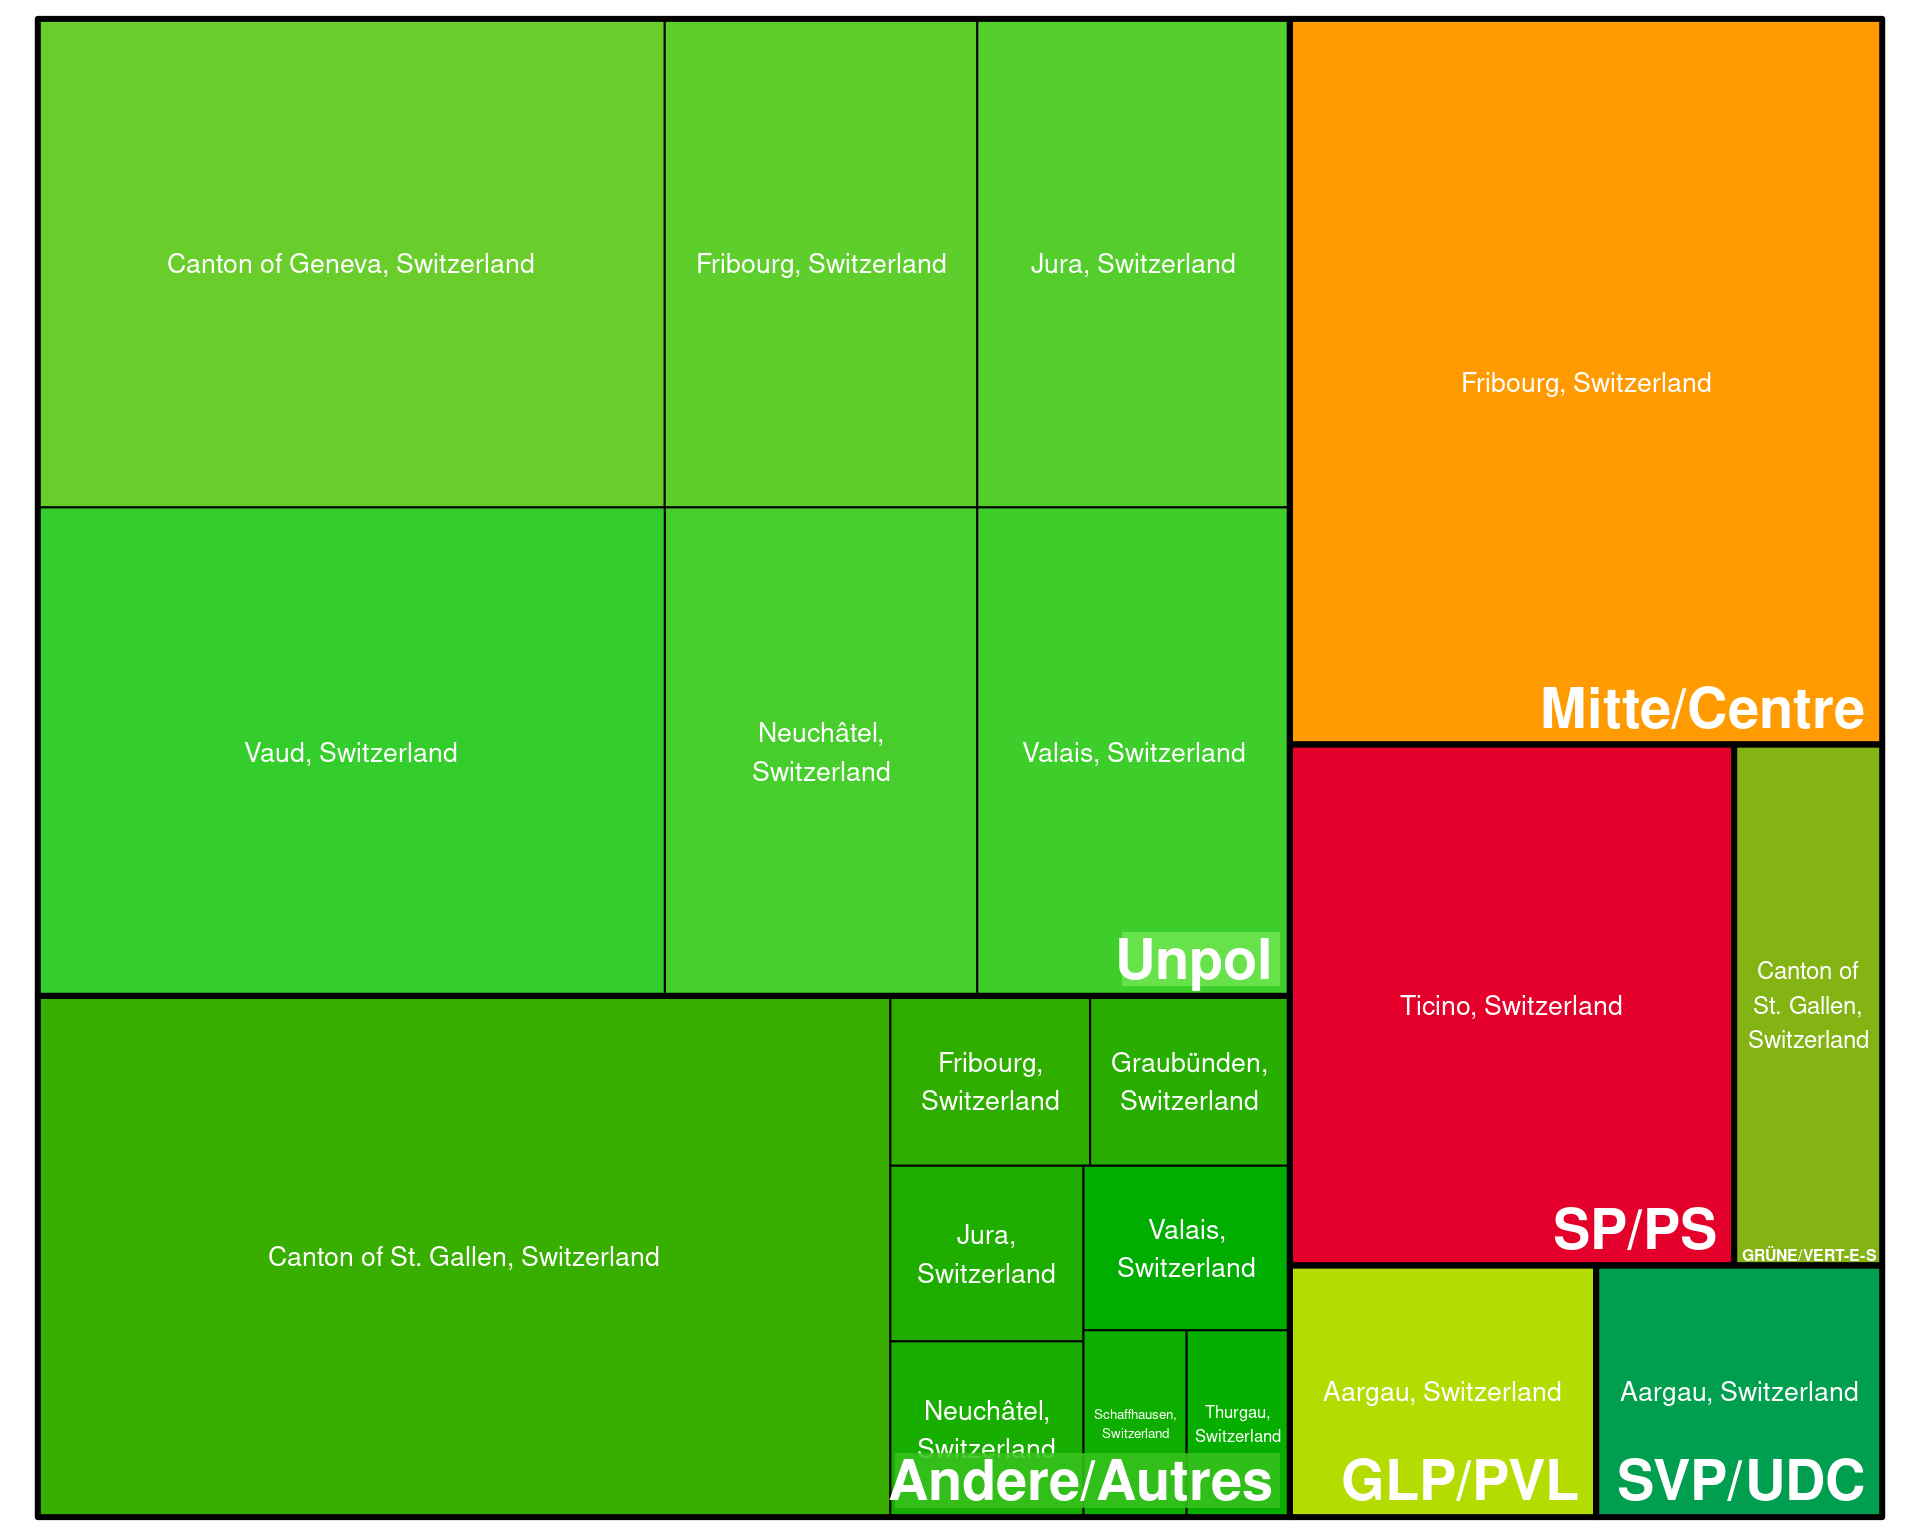 Canton of Geneva, Switzerland
Fribourg, Switzerland
Jura, Switzerland
Vaud, Switzerland
Neuchâtel,
Switzerland
Valais, Switzerland
Unpol
Canton of St. Gallen, Switzerland
Fribourg,
Switzerland
Graubünden,
Switzerland
Jura,
Switzerland
Valais,
Switzerland
Neuchâtel,
Switzerland
Schaffhausen,
Switzerland
Thurgau,
Switzerland
Andere/Autres
Fribourg, Switzerland
Mitte/Centre
Ticino, Switzerland
SP/PS
Canton of
St. Gallen,
Switzerland
GRÜNE/VERT-E-S
Aargau, Switzerland
GLP/PVL
Aargau, Switzerland
SVP/UDC